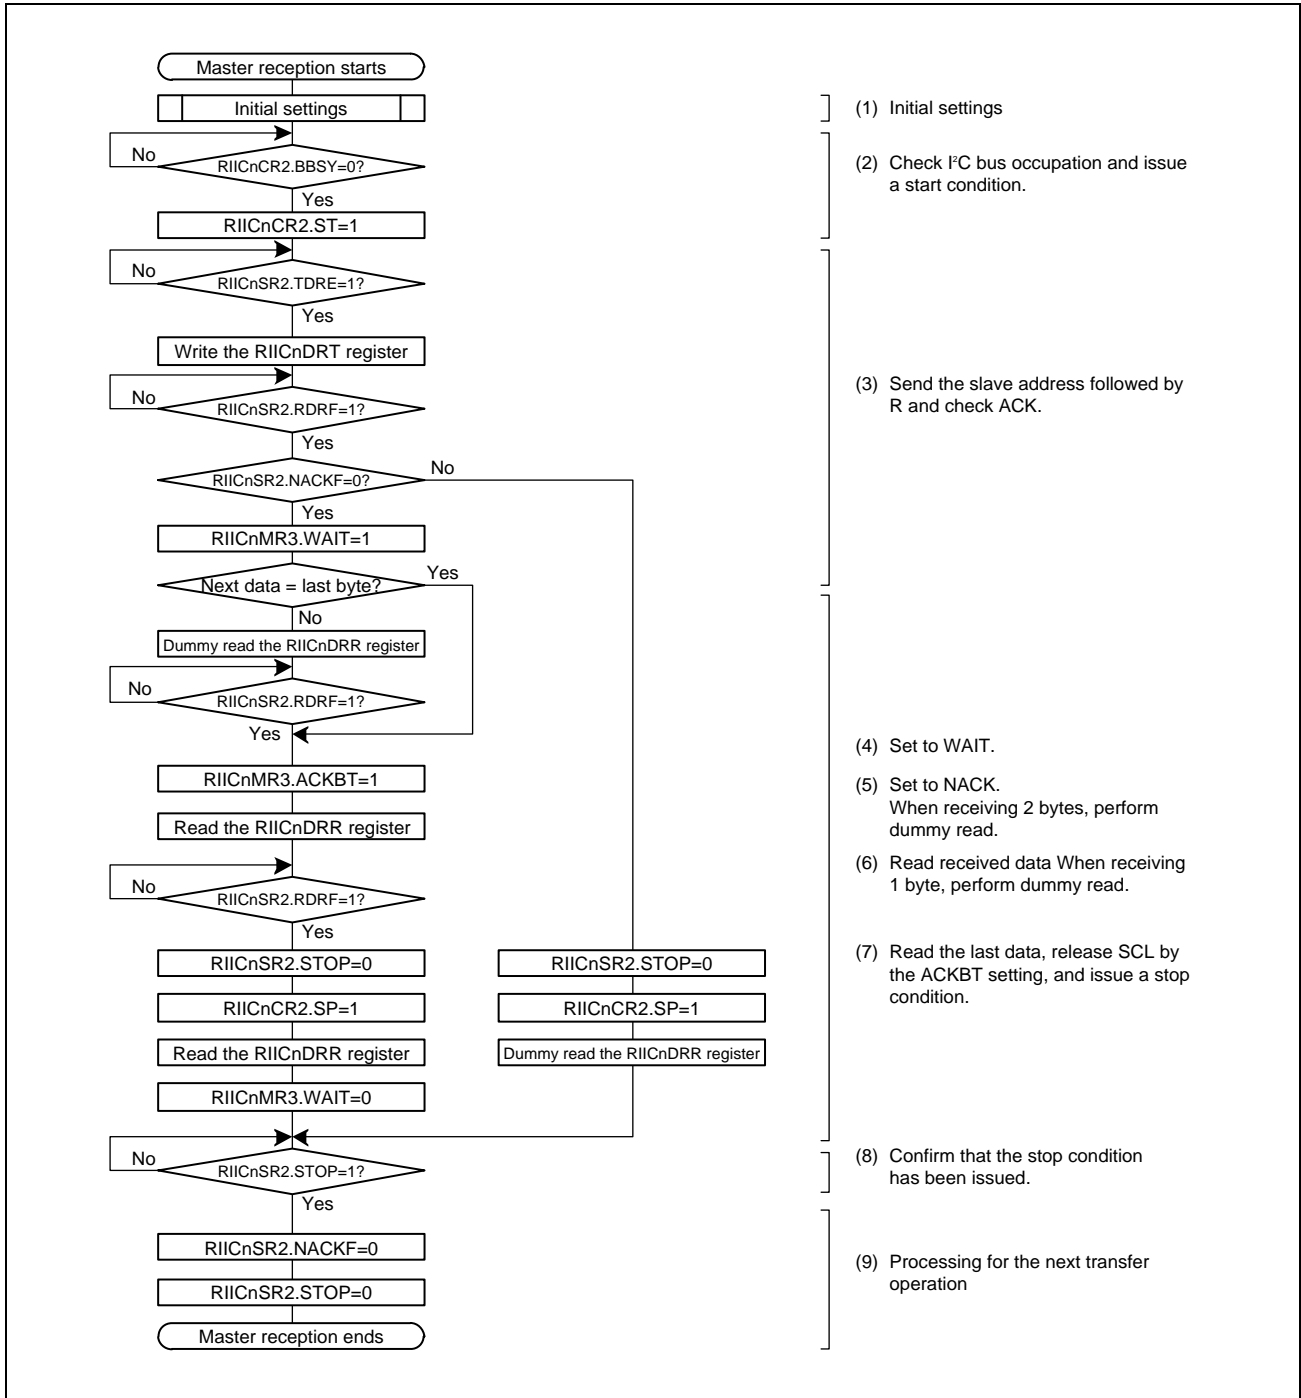 Master reception starts
Initial settings
(1) Initial settings
No
RIICnCR2.BBSY=0?
Yes
(2) Check I²C bus occupation and issue
a start condition.
RIICnCR2.ST=1
No
RIICnSR2.TDRE=1?
Yes
Write the RIICnDRT register
No
RIICnSR2.RDRF=1?
Yes
(3) Send the slave address followed by
R and check ACK.
RIICnSR2.NACKF=0?
No
Yes
RIICnMR3.WAIT=1
Next data = last byte?
Yes
No
Dummy read the RIICnDRR register
No
RIICnSR2.RDRF=1?
Yes
(4) Set to WAIT.
RIICnMR3.ACKBT=1
(5) Set to NACK.
When receiving 2 bytes, perform
dummy read.
Read the RIICnDRR register
(6) Read received data When receiving
1 byte, perform dummy read.
No
RIICnSR2.RDRF=1?
Yes
RIICnSR2.STOP=0
RIICnSR2.STOP=0
(7) Read the last data, release SCL by
the ACKBT setting, and issue a stop
condition.
RIICnCR2.SP=1
RIICnCR2.SP=1
Read the RIICnDRR register
Dummy read the RIICnDRR register
RIICnMR3.WAIT=0
No
RIICnSR2.STOP=1?
Yes
(8) Confirm that the stop condition
has been issued.
RIICnSR2.NACKF=0
RIICnSR2.STOP=0
(9) Processing for the next transfer
operation
Master reception ends